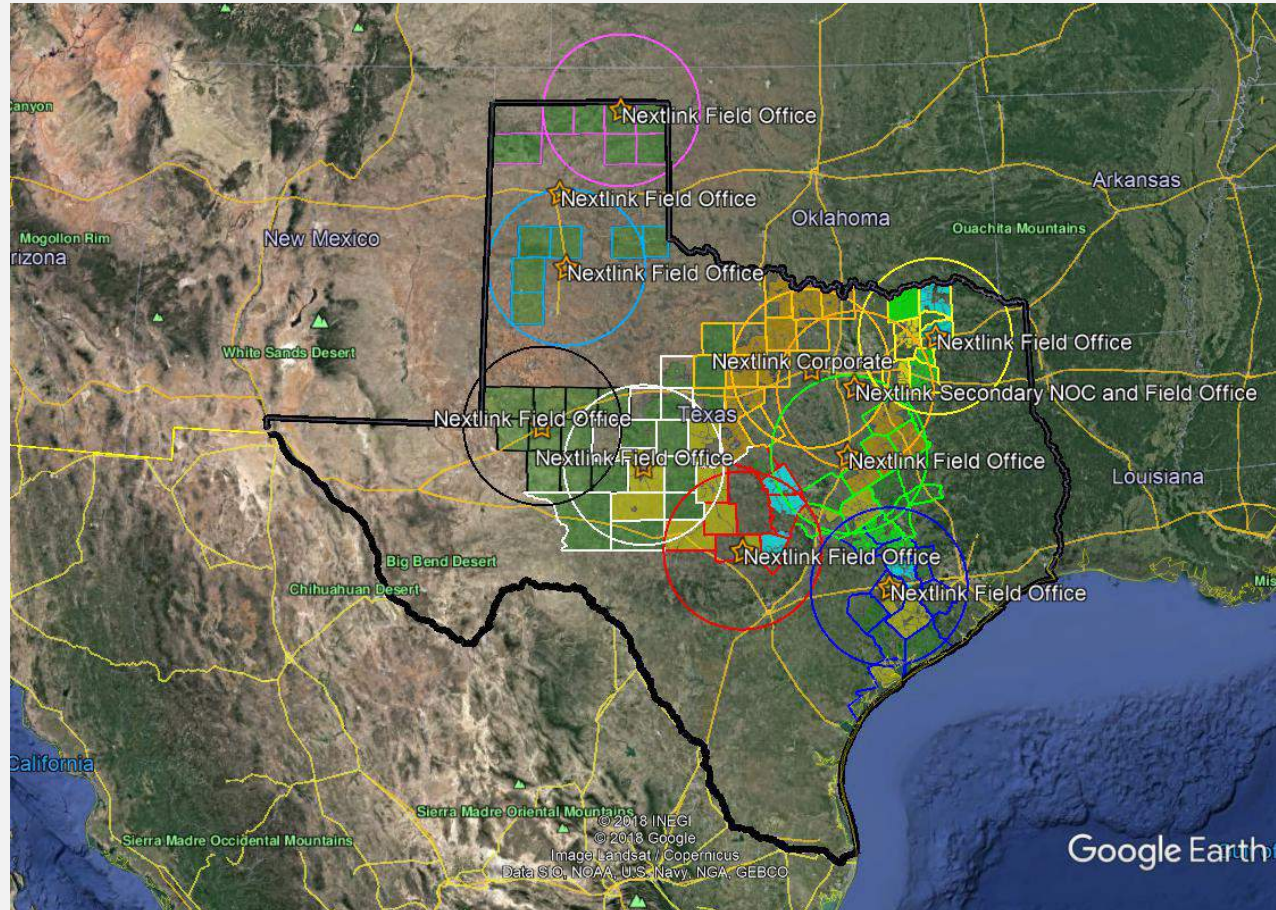 Canyon
Nextlink Field Office
Arkansas
Nextlink Field Office
Oklahoma
Ouachita Mountains
Mogollon Rim
New Mexico
rizona
Nextlink Field Office
White Sands Desert
Nextlink Field Office
Nextlink Corporate
Nextlink Secondary NOC and Field Office
Texas
Nextlink Field Office
Nextlink Field Office
Nextlink Field Office
Louisiana
Nextlink Field Office
Big Bend Desert
Chihuahuan Desert
Mis
Nextlink Field Office
California
Sierra Madre Oriental Mountains
Sierra Madre Occidental Mountains
© 2018 INEGI
© 2018 Google
Image Landsat / Copernicus
Data SIO, NOAA, U.S. Navy, NGA, GEBCO
Google Earth